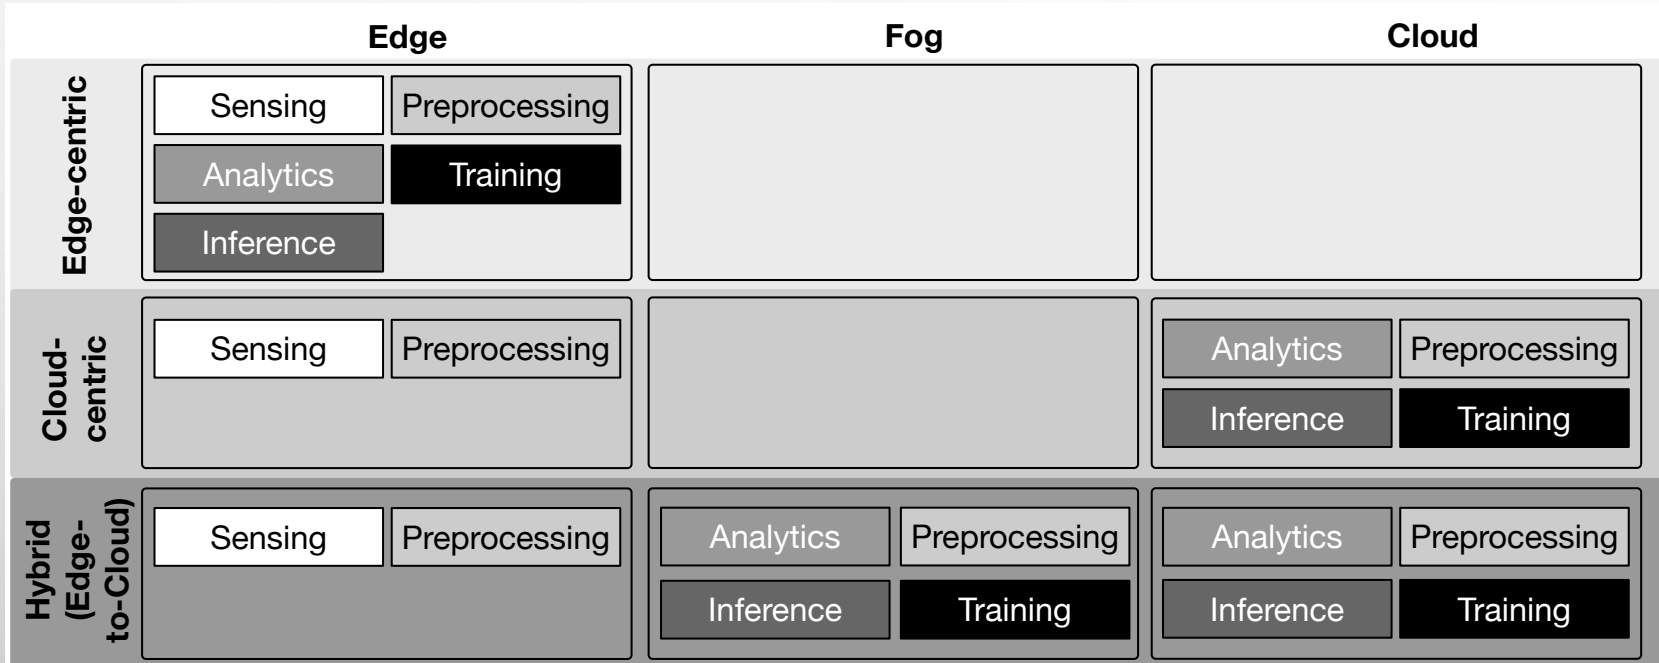 Edge Fog Cloud
Edge-centric
Sensing Preprocessing
Analytics Training
Inference
Cloud-
centric
Sensing Preprocessing
Analytics Preprocessing
Inference Training
Hybrid
(Edge-
to-Cloud)
Sensing Preprocessing
Analytics Preprocessing
Inference Training
Analytics Preprocessing
Inference Training